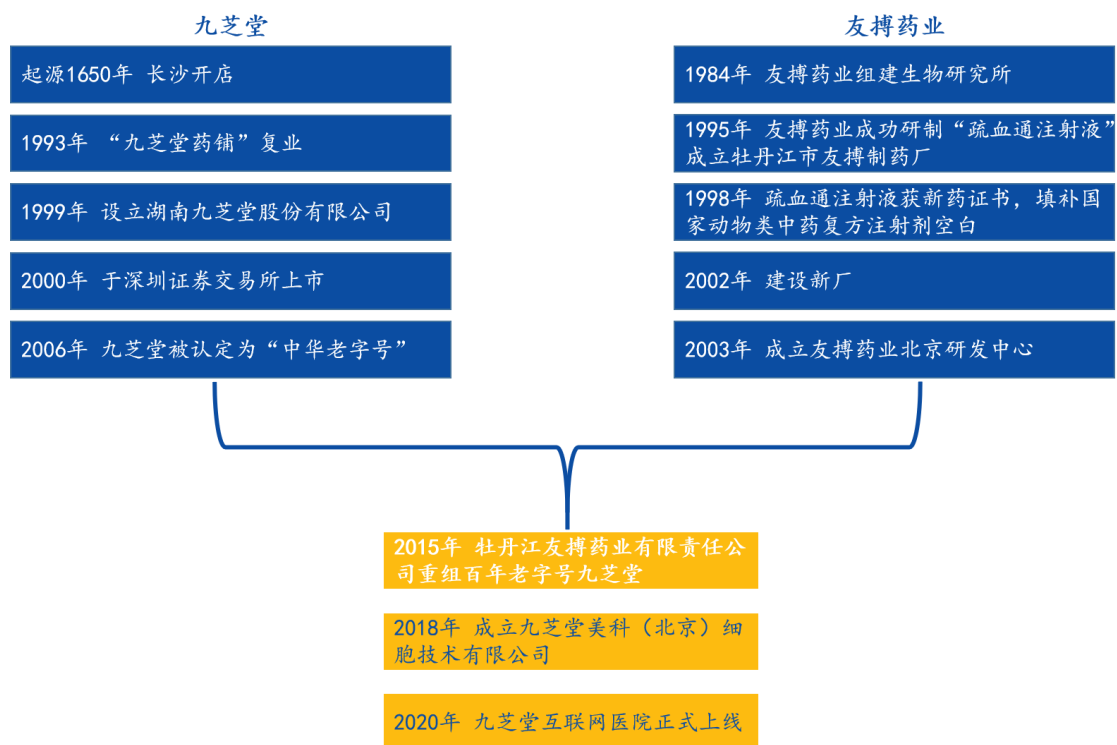 九芝堂
起源1650年 长沙开店
1993年 “九芝堂药铺”复业
1999年 设立湖南九芝堂股份有限公司
2000年 于深圳证券交易所上市
2006年 九芝堂被认定为“中华老字号”
友搏药业
1984年 友搏药业组建生物研究所
1995年 友搏药业成功研制“疏血通注射液”
成立牡丹江市友搏制药厂
1998年 疏血通注射液获新药证书，填补国
家动物类中药复方注射剂空白
2002年 建设新厂
2003年 成立友搏药业北京研发中心
2015年 牡丹江友搏药业有限责任公
司重组百年老字号九芝堂
2018年 成立九芝堂美科（北京）细
胞技术有限公司
2020年 九芝堂互联网医院正式上线